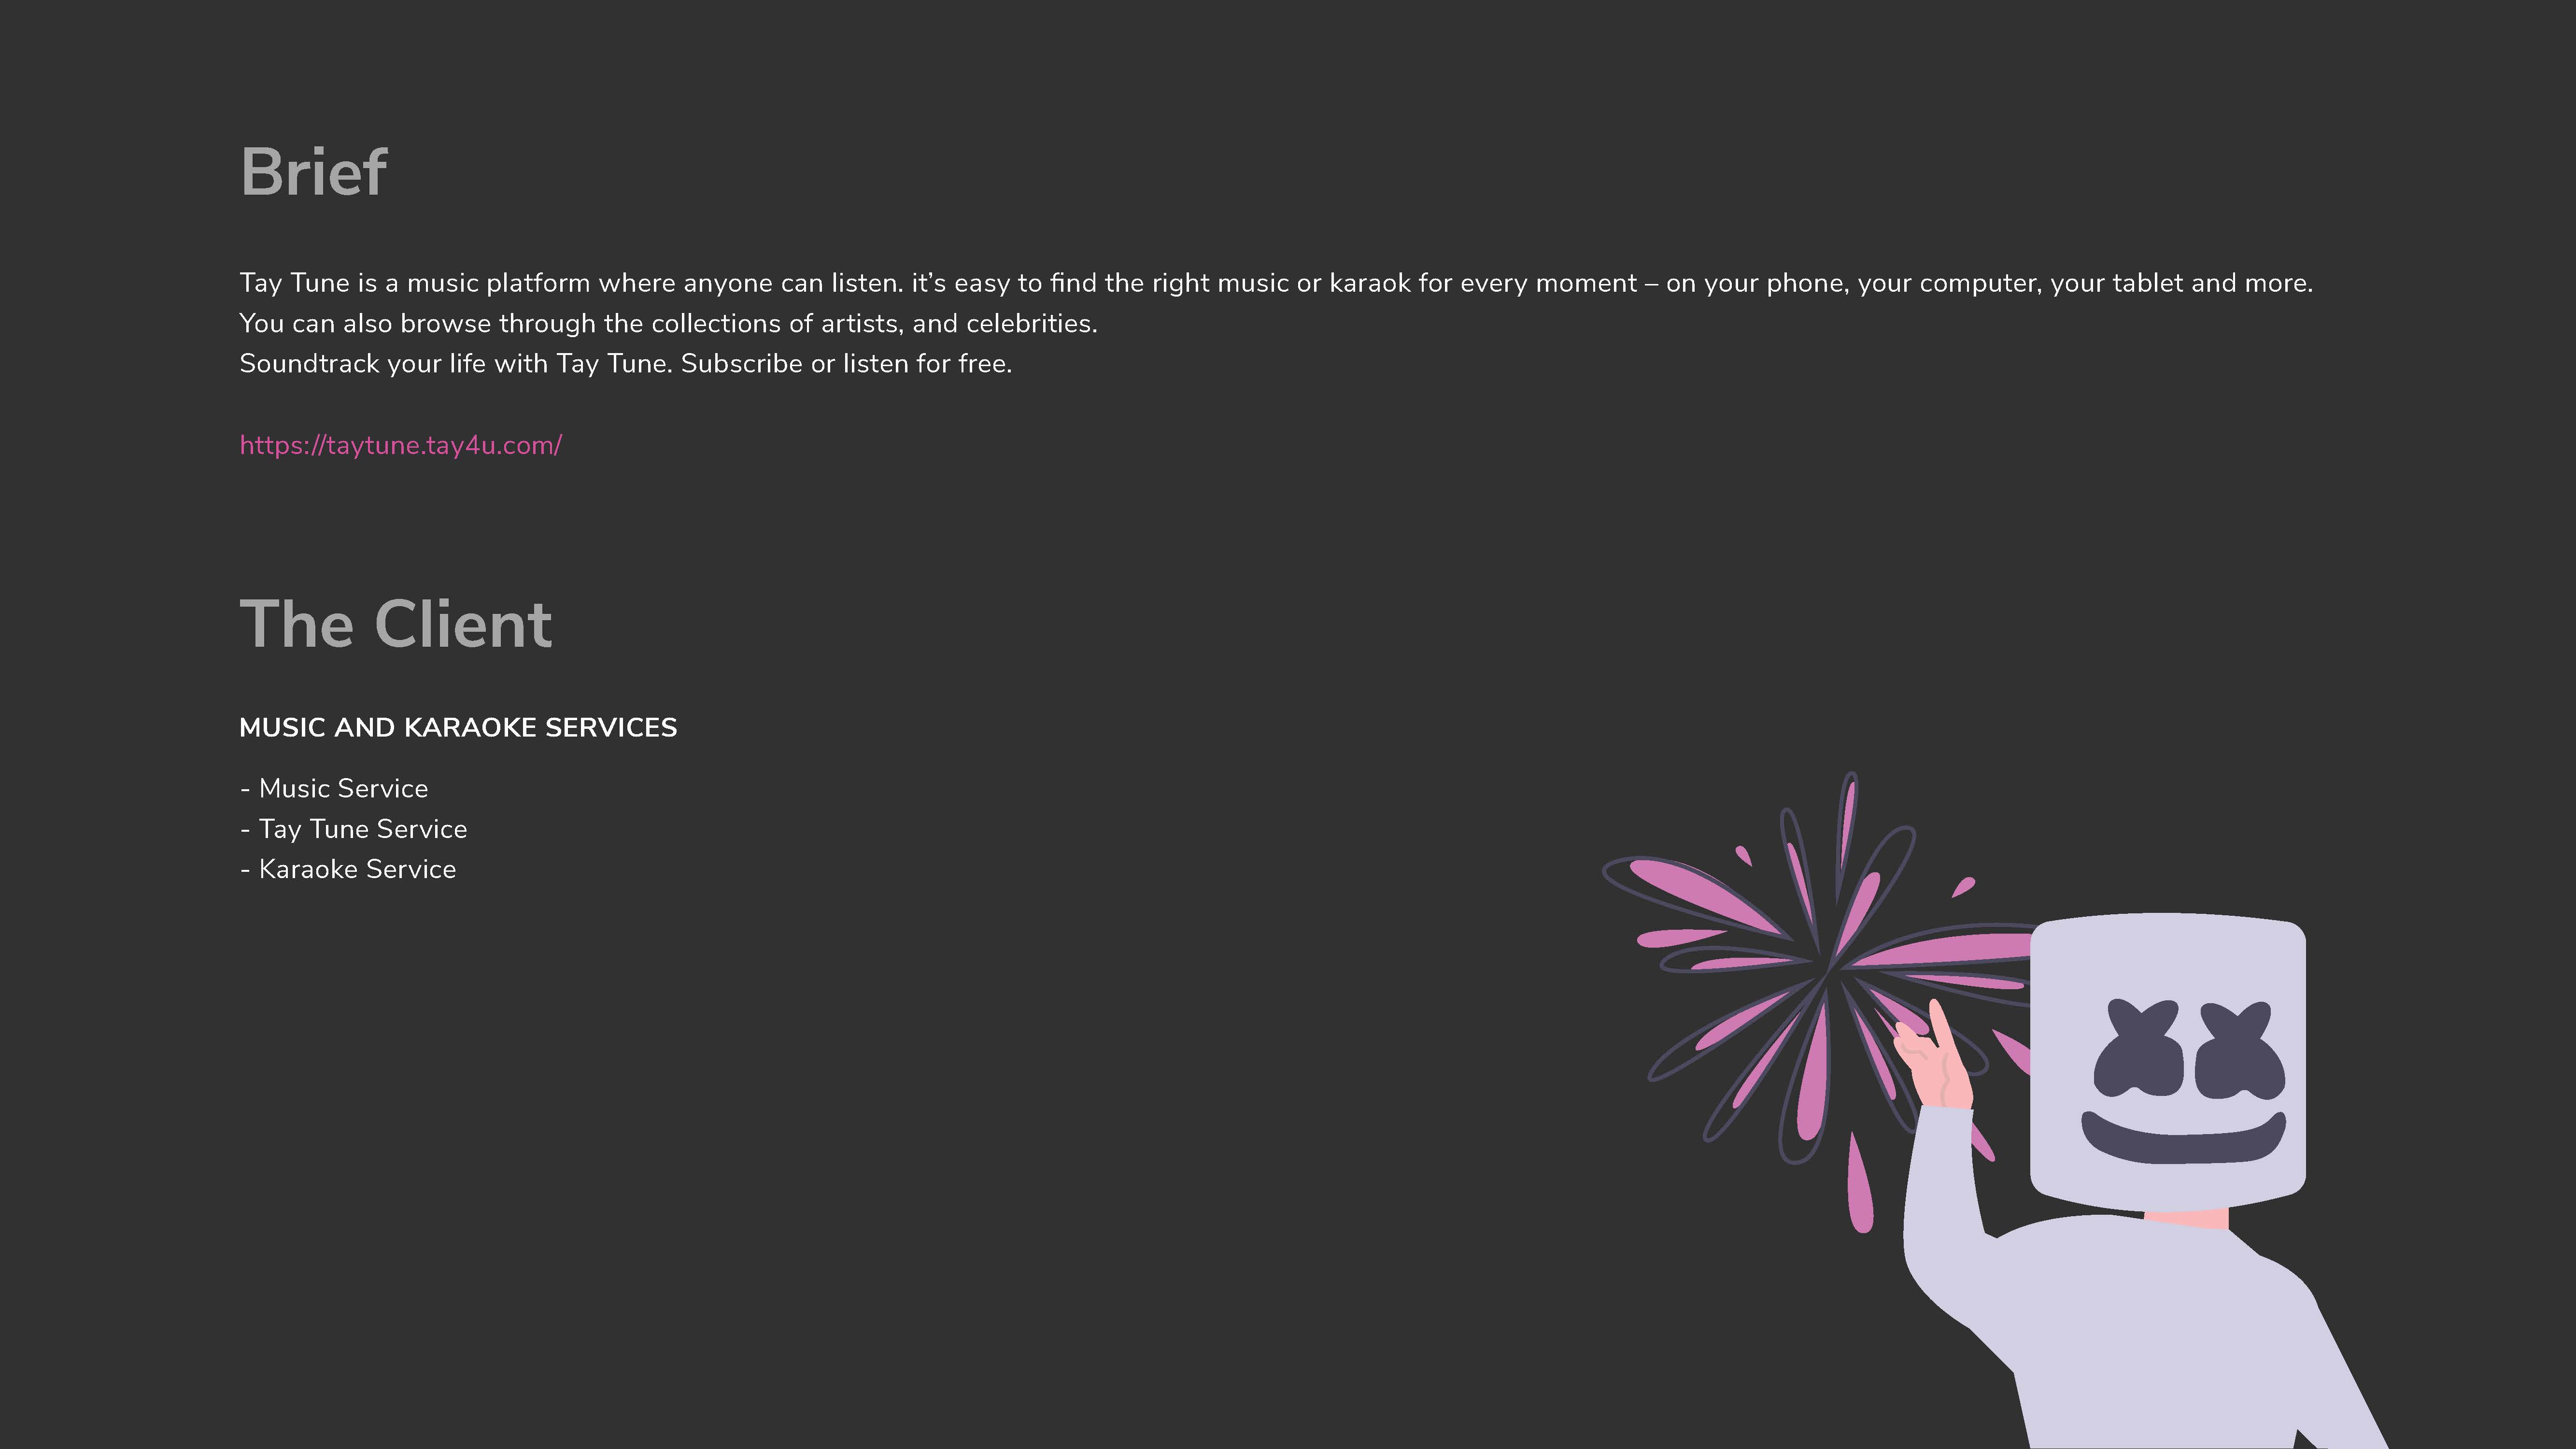 Brief
Tay Tune is a music platform where anyone can listen. it’s easy to find the right music or karaok for every moment – on your phone, your computer, your tablet and more.
You can also browse through the collections of artists, and celebrities.
Soundtrack your life with Tay Tune. Subscribe or listen for free.
https://taytune.tay4u.com/
The Client
MUSIC AND KARAOKE SERVICES
- Music Service
- Tay Tune Service
- Karaoke Service